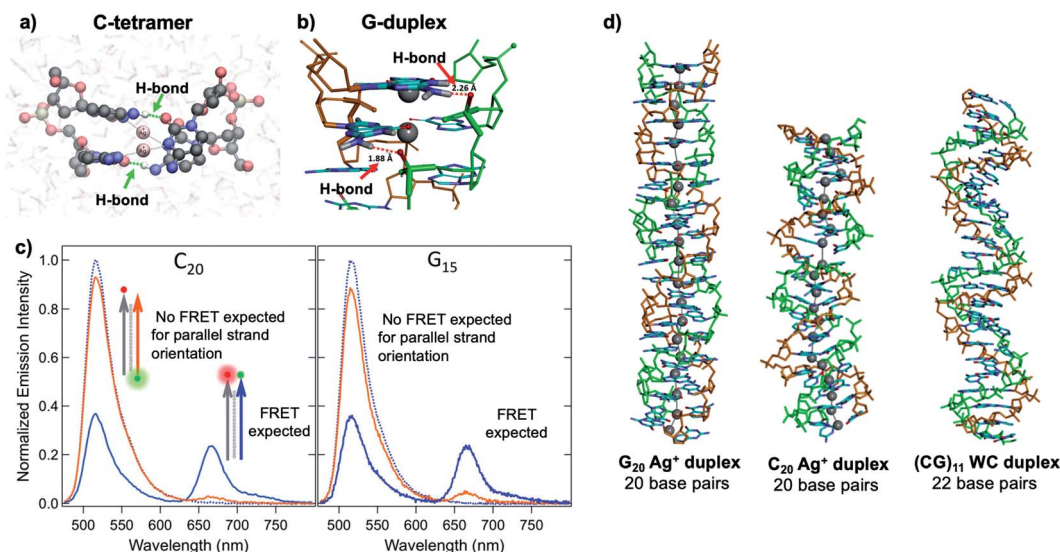 a)
C-tetramer
H-bond
H-bond
b)
G-duplex
H-bond
2.26 Å
1.88 Å
H-bond
c)
Normalized Emission Intensity
1.0
0.8
0.6
0.4
0.2
0.0
C₂₀
No FRET expected
for parallel strand
orientation
FRET
expected
500 550 600 650 700 750
Wavelength (nm)
G₁₅
No FRET expected
for parallel strand
orientation
FRET
expected
500 550 600 650 700 750
Wavelength (nm)
d)
G₂₀ Ag⁺ duplex
20 base pairs
C₂₀ Ag⁺ duplex
20 base pairs
(CG)₁₁ WC duplex
22 base pairs